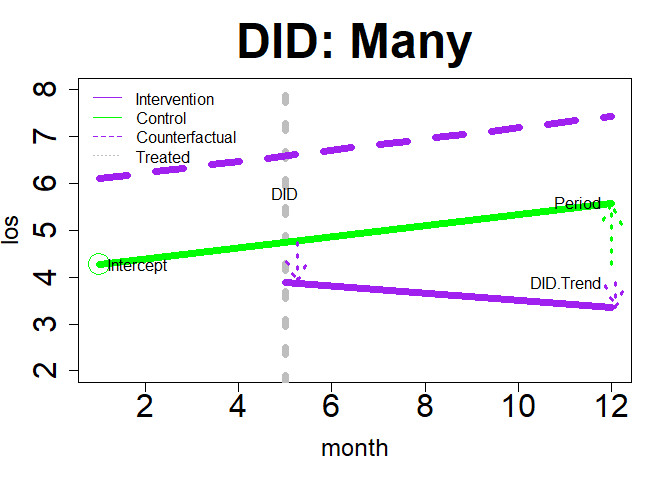 DID: Many
8
7
6
5
4
3
2
los
Intervention
Control
Counterfactual
Treated
DID
Period
Intercept
DID.Trend
2 4 6 8 10 12
month